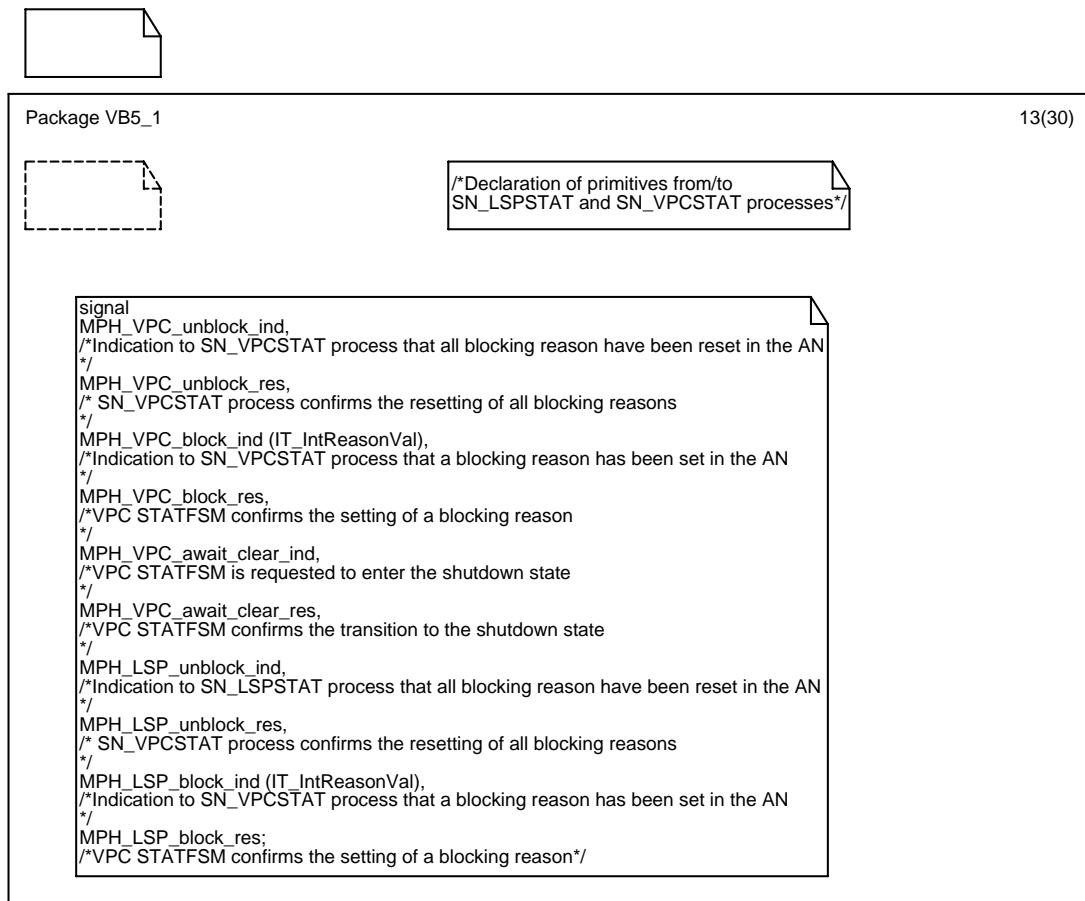 Package VB5_1
13(30)
/*Declaration of primitives from/to
SN_LSPSTAT and SN_VPCSTAT processes*/
signal
MPH_VPC_unblock_ind,
/*Indication to SN_VPCSTAT process that all blocking reason have been reset in the AN
*/
MPH_VPC_unblock_res,
/* SN_VPCSTAT process confirms the resetting of all blocking reasons
*/
MPH_VPC_block_ind (IT_IntReasonVal),
/*Indication to SN_VPCSTAT process that a blocking reason has been set in the AN
*/
MPH_VPC_block_res,
/*VPC STATFSM confirms the setting of a blocking reason
*/
MPH_VPC_await_clear_ind,
/*VPC STATFSM is requested to enter the shutdown state
*/
MPH_VPC_await_clear_res,
/*VPC STATFSM confirms the transition to the shutdown state
*/
MPH_LSP_unblock_ind,
/*Indication to SN_LSPSTAT process that all blocking reason have been reset in the AN
*/
MPH_LSP_unblock_res,
/* SN_VPCSTAT process confirms the resetting of all blocking reasons
*/
MPH_LSP_block_ind (IT_IntReasonVal),
/*Indication to SN_VPCSTAT process that a blocking reason has been set in the AN
*/
MPH_LSP_block_res;
/*VPC STATFSM confirms the setting of a blocking reason*/